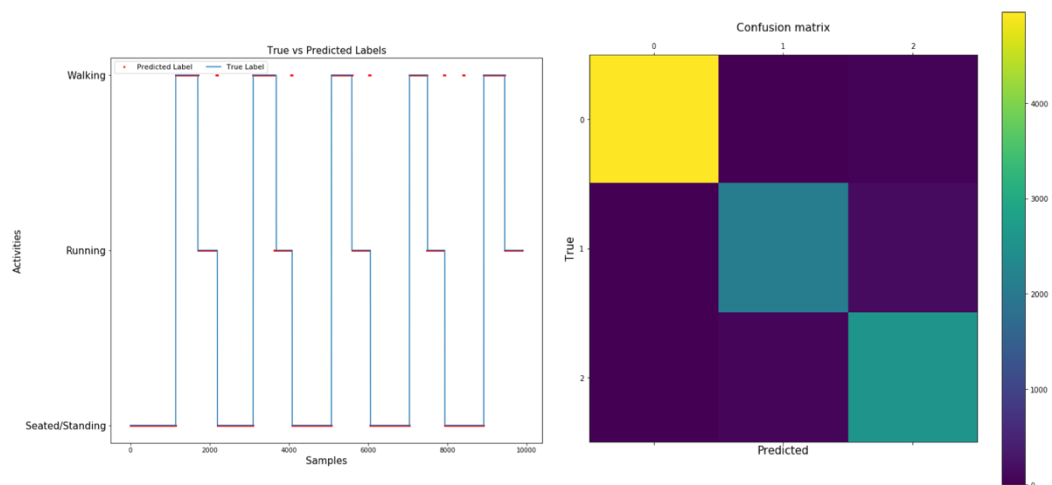 True vs Predicted Labels
Predicted Label
True Label
Walking
Running
Seated/Standing
Activities
0
2000
4000
6000
8000
10000
Samples
Confusion matrix
0
1
2
0
1
2
True
Predicted
4000
3000
2000
1000
0